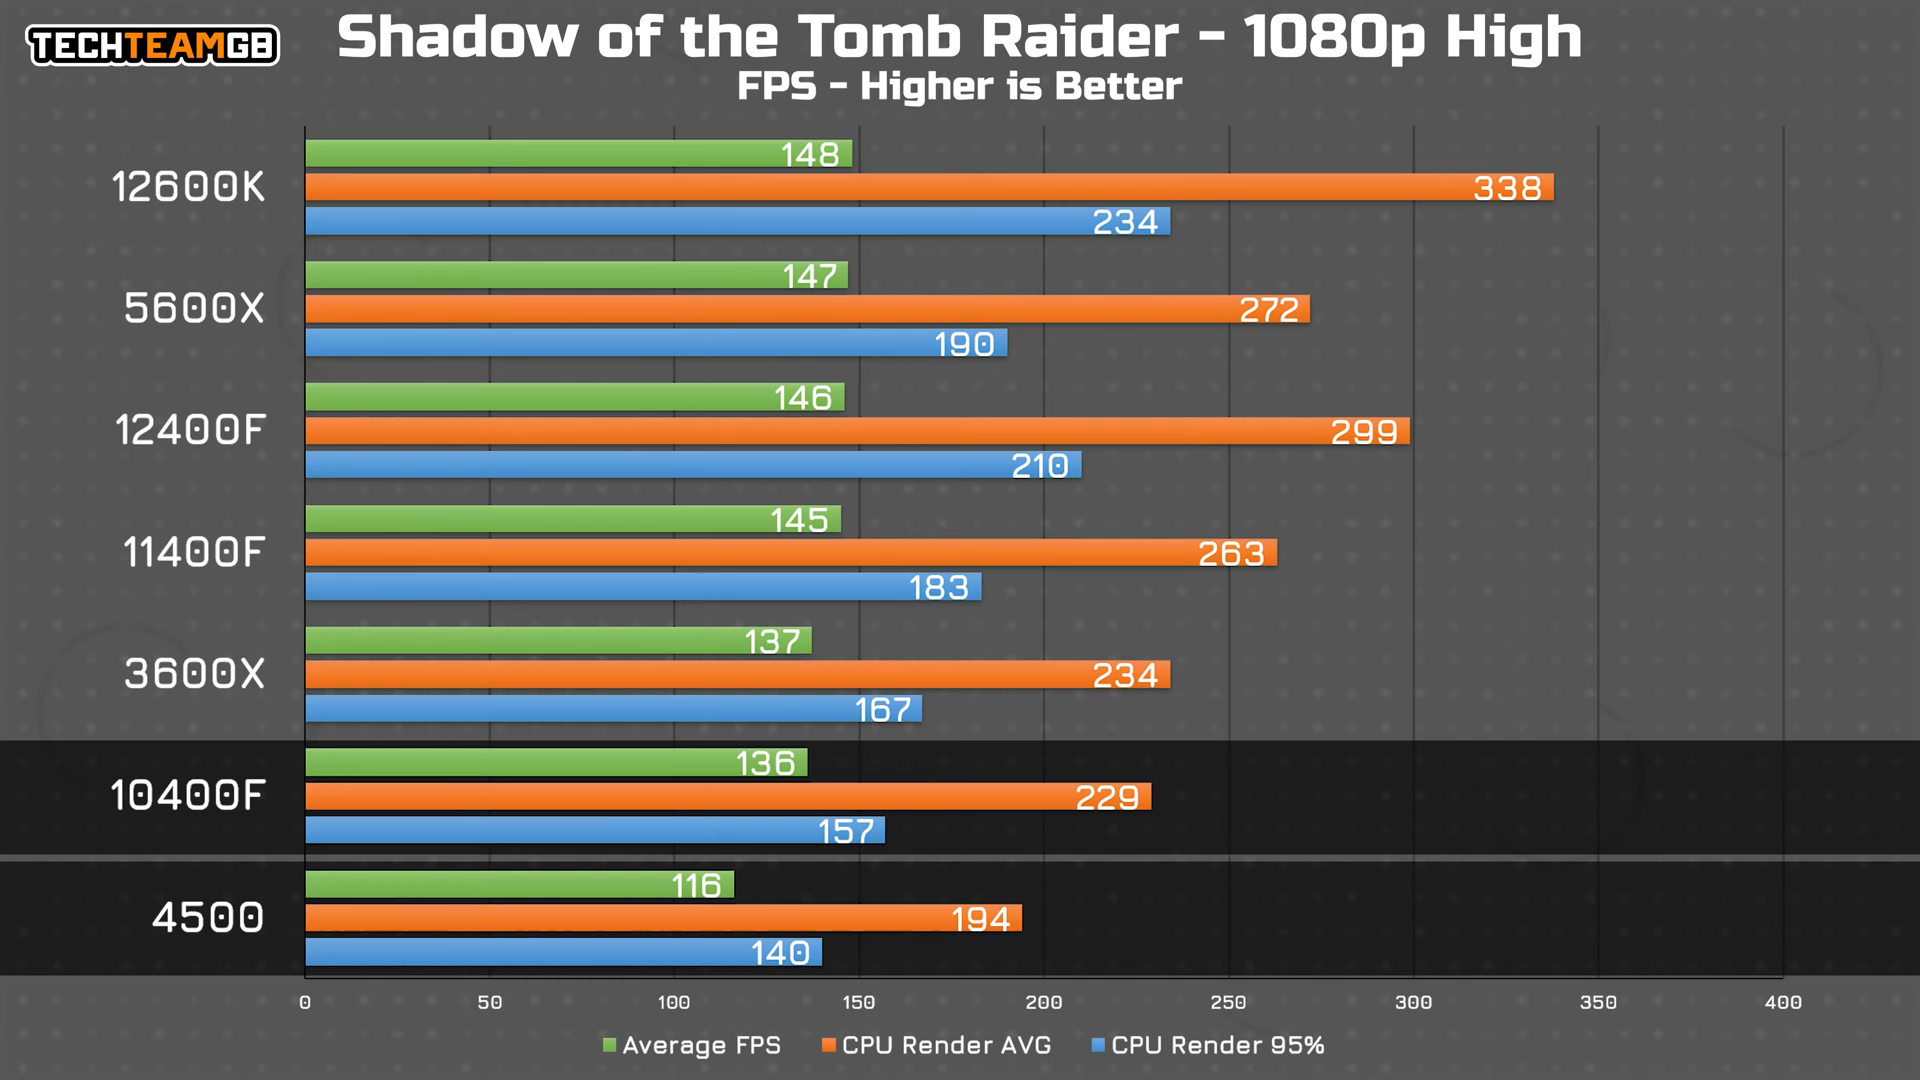 TECHTEAMGB
Shadow of the Tomb Raider - 1080p High
FPS - Higher is Better
12600K
148
338
234
5600X
147
272
190
12400F
146
299
210
11400F
145
263
183
3600X
137
234
167
10400F
136
229
157
4500
116
194
140
0 50 100 150 200 250 300 350 400
Average FPS CPU Render AVG CPU Render 95%